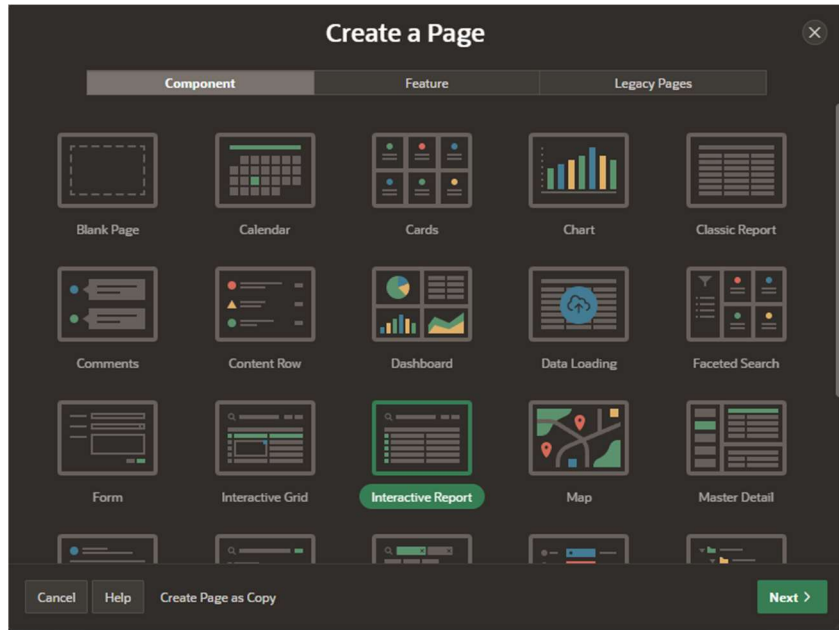 Create a Page
Component Feature Legacy Pages
Blank Page Calendar Cards Chart Classic Report
Comments Content Row Dashboard Data Loading Faceted Search
Form Interactive Grid Interactive Report Map Master Detail
Cancel Help Create Page as Copy Next